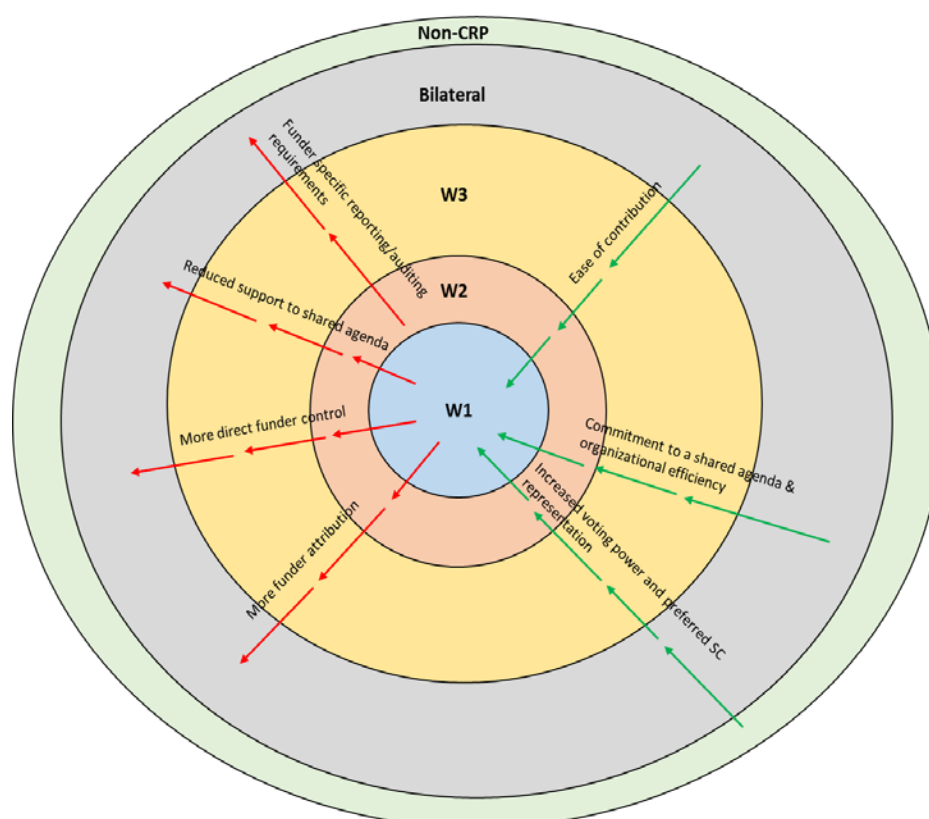 Non-CRP
Bilateral
Funder specific reporting/auditing
requirements
W3
Ease of contribution
W2
Reduced support to shared agenda
W1
More direct funder control
Commitment to a shared agenda &
organizational efficiency
Increased voting power and preferred SC
representation
More funder attribution